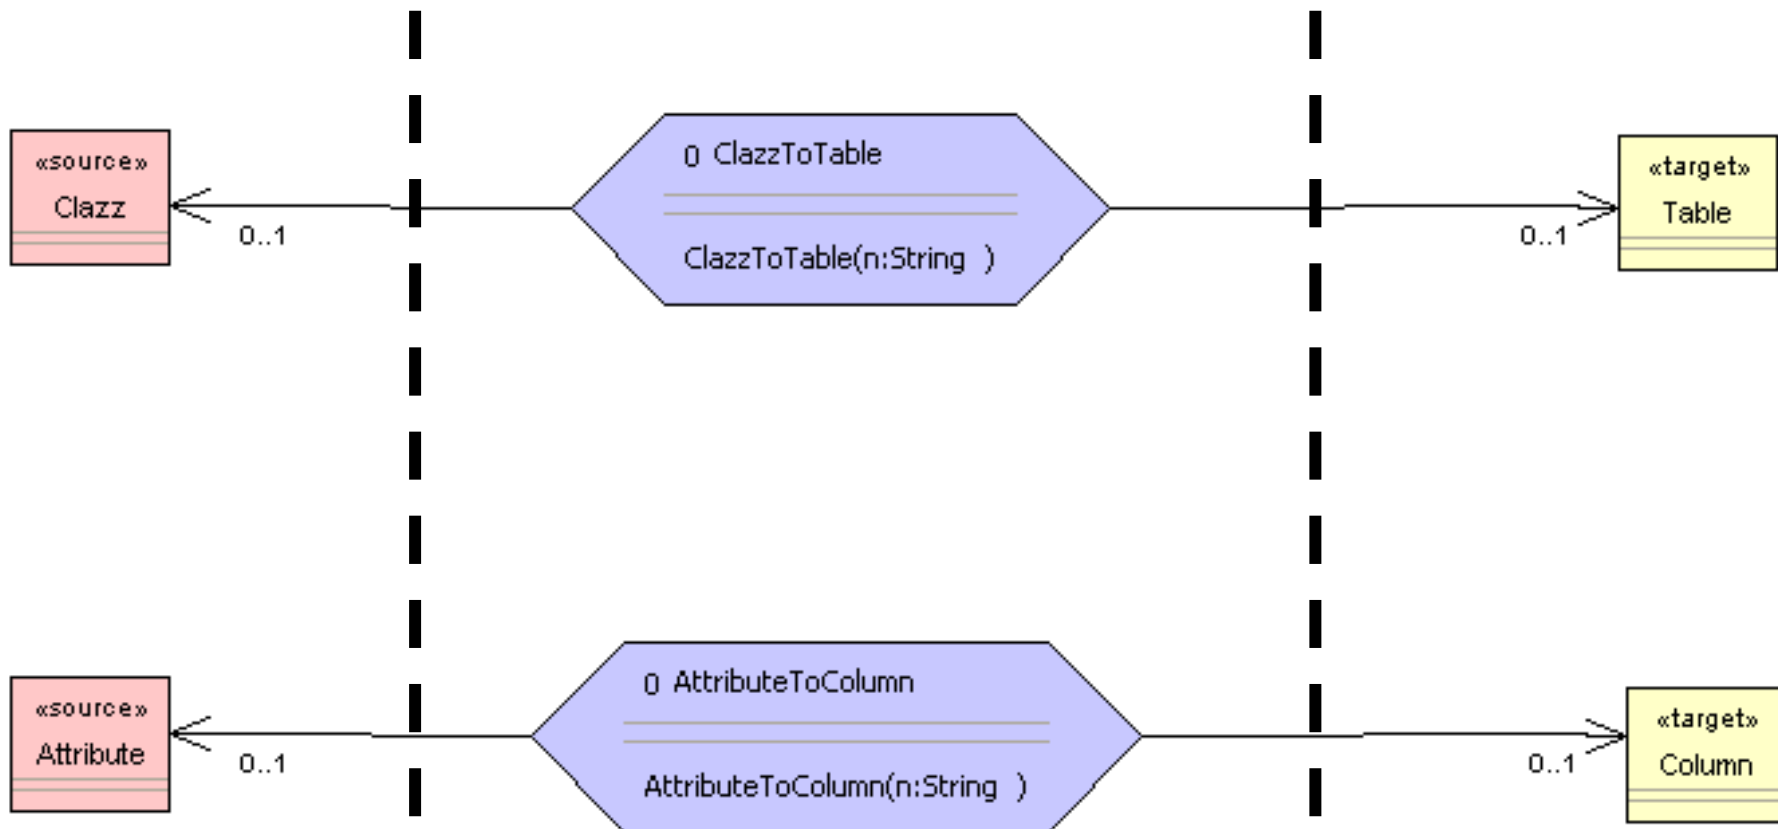 «source»
Clazz
0..1
0 ClazzToTable
ClazzToTable(n:String )
0..1
«target»
Table
«source»
Attribute
0..1
0 AttributeToColumn
AttributeToColumn(n:String )
0..1
«target»
Column